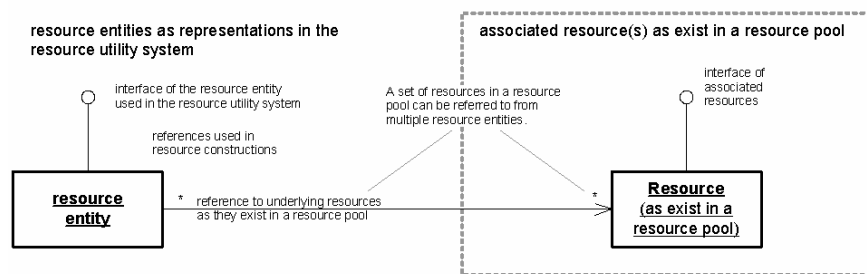 resource entities as representations in the
resource utility system
associated resource(s) as exist in a resource pool
interface of the resource entity
used in the resource utility system
A set of resources in a resource
pool can be referred to from
multiple resource entities.
interface of
associated
resources
references used in
resource constructions
resource
entity
*
reference to underlying resources
as they exist in a resource pool
*
Resource
(as exist in a
resource pool)